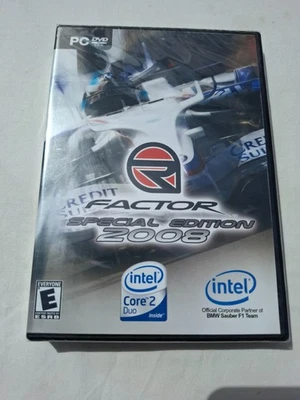 PC DVD
CREDIT
SUI
FACTOR
SPECIAL EDITION
2008
intel
Core 2
Duo inside
intel
Official Corporate Partner of
BMW Sauber F1 Team
EVERYONE
E
ESRB